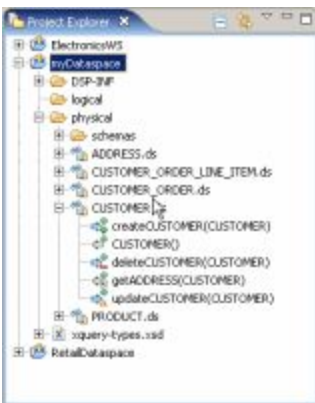 Project Explorer
ElectronicsWS
myDataspace
DSP-INF
logical
physical
schemas
ADDRESS.ds
CUSTOMER_ORDER_LINE_ITEM.ds
CUSTOMER_ORDER.ds
CUSTOMER
createCUSTOMER(CUSTOMER)
CUSTOMER()
deleteCUSTOMER(CUSTOMER)
getADDRESS(CUSTOMER)
updateCUSTOMER(CUSTOMER)
PRODUCT.ds
xquery-types.xsd
RetailDataspace